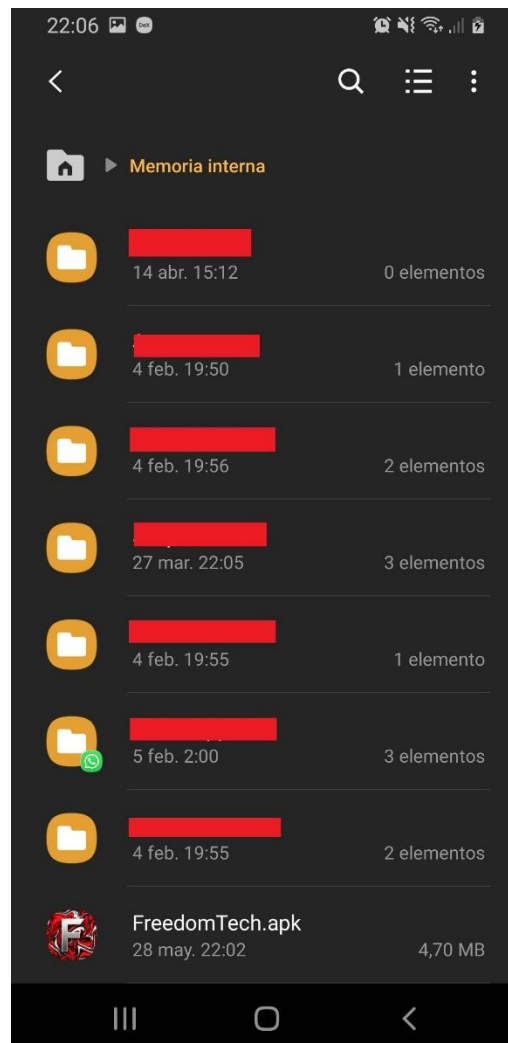 22:06
Memoria interna
14 abr. 15:12 0 elementos
4 feb. 19:50 1 elemento
4 feb. 19:56 2 elementos
27 mar. 22:05 3 elementos
4 feb. 19:55 1 elemento
5 feb. 2:00 3 elementos
4 feb. 19:55 2 elementos
FreedomTech.apk
28 may. 22:02 4,70 MB